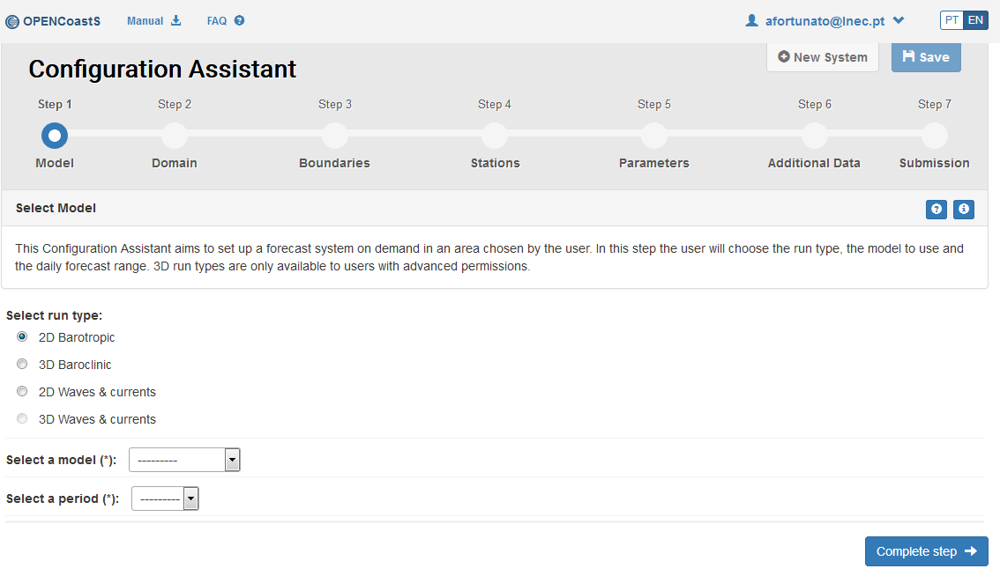 OPENCoastS Manual FAQ afortunato@lnec.pt PT EN
Configuration Assistant
New System Save
Step 1 Step 2 Step 3 Step 4 Step 5 Step 6 Step 7
Model Domain Boundaries Stations Parameters Additional Data Submission
Select Model
This Configuration Assistant aims to set up a forecast system on demand in an area chosen by the user. In this step the user will choose the run type, the model to use and
the daily forecast range. 3D run types are only available to users with advanced permissions.
Select run type:
2D Barotropic
3D Baroclinic
2D Waves & currents
3D Waves & currents
Select a model (*): ---------
Select a period (*): ---------
Complete step